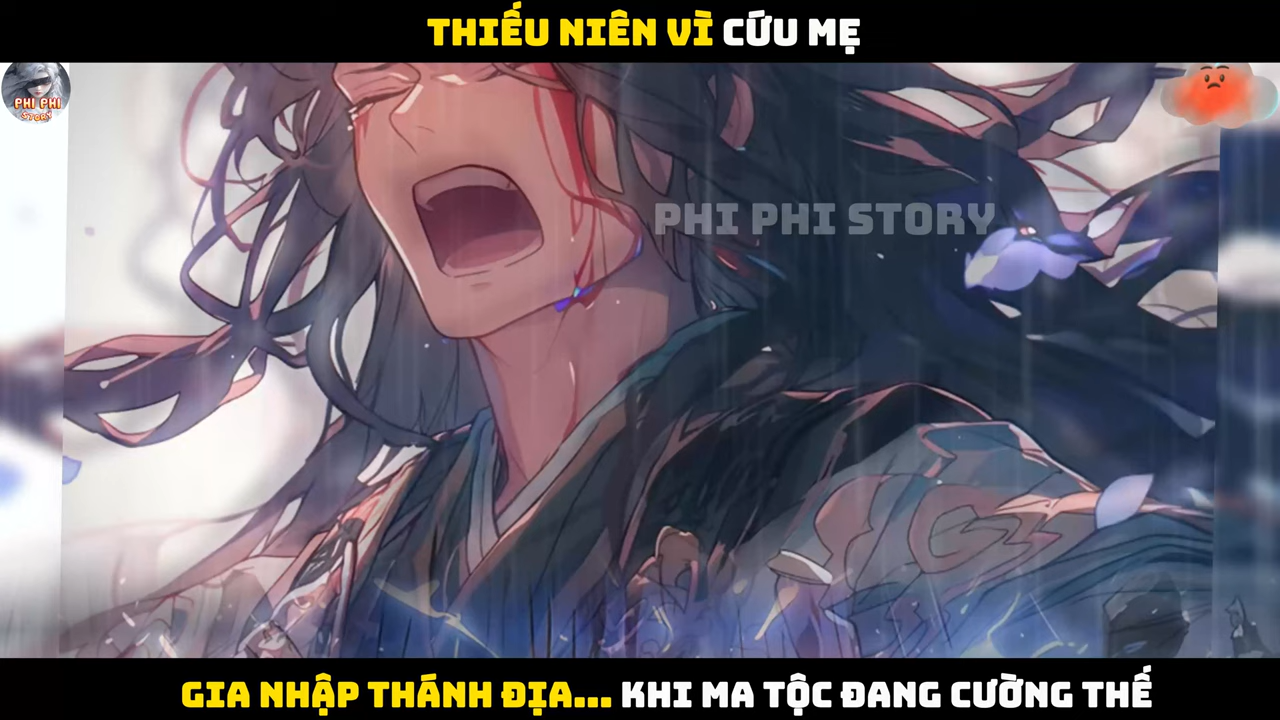 THIẾU NIÊN VÌ CỨU MẸ
PHI PHI
STORY
PHI PHI STORY
GIA NHẬP THÁNH ĐỊA... KHI MA TỘC ĐANG CƯỜNG THẾ